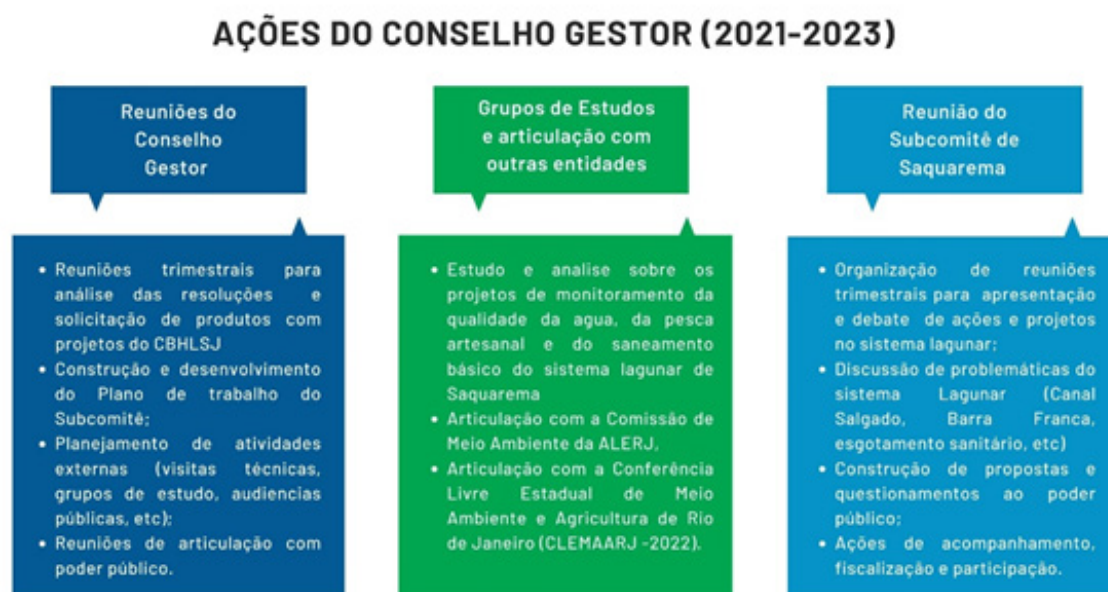 AÇÕES DO CONSELHO GESTOR (2021-2023)
Reuniões do
Conselho
Gestor
• Reuniões trimestrais para
análise das resoluções e
solicitação de produtos com
projetos do CBHLSJ
• Construção e desenvolvimento
do Plano de trabalho do
Subcomitê;
• Planejamento de atividades
externas (visitas técnicas,
grupos de estudo, audiencias
públicas, etc);
• Reuniões de articulação com
poder público.
Grupos de Estudos
e articulação com
outras entidades
• Estudo e analise sobre os
projetos de monitoramento da
qualidade da agua, da pesca
artesanal e do saneamento
básico do sistema lagunar de
Saquarema
• Articulação com a Comissão de
Meio Ambiente da ALERJ,
• Articulação com a Conferência
Livre Estadual de Meio
Ambiente e Agricultura de Rio
de Janeiro (CLEMAARJ -2022).
Reunião do
Subcomitê de
Saquarema
• Organização de reuniões
trimestrais para apresentação
e debate de ações e projetos
no sistema lagunar;
• Discussão de problemáticas do
sistema Lagunar (Canal
Salgado, Barra Franca,
esgotamento sanitário, etc)
• Construção de propostas e
questionamentos ao poder
público;
• Ações de acompanhamento,
fiscalização e participação.